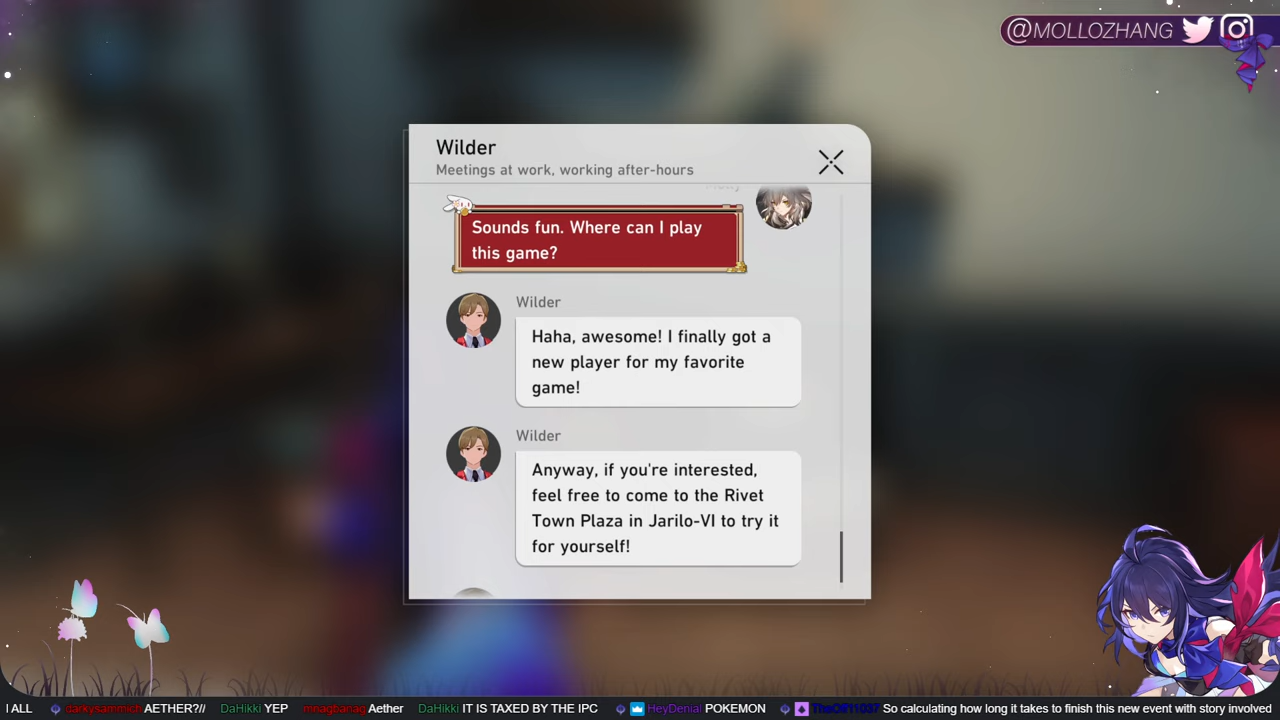 @MOLLOZHANG
Wilder
Meetings at work, working after-hours
Sounds fun. Where can I play
this game?
Wilder
Haha, awesome! I finally got a
new player for my favorite
game!
Wilder
Anyway, if you're interested,
feel free to come to the Rivet
Town Plaza in Jarilo-VI to try it
for yourself!
I ALL darkysammich AETHER?// DaHikki YEP mnagbanag Aether DaHikki IT IS TAXED BY THE IPC HeyDenial POKEMON So calculating how long it takes to finish this new event with story involved